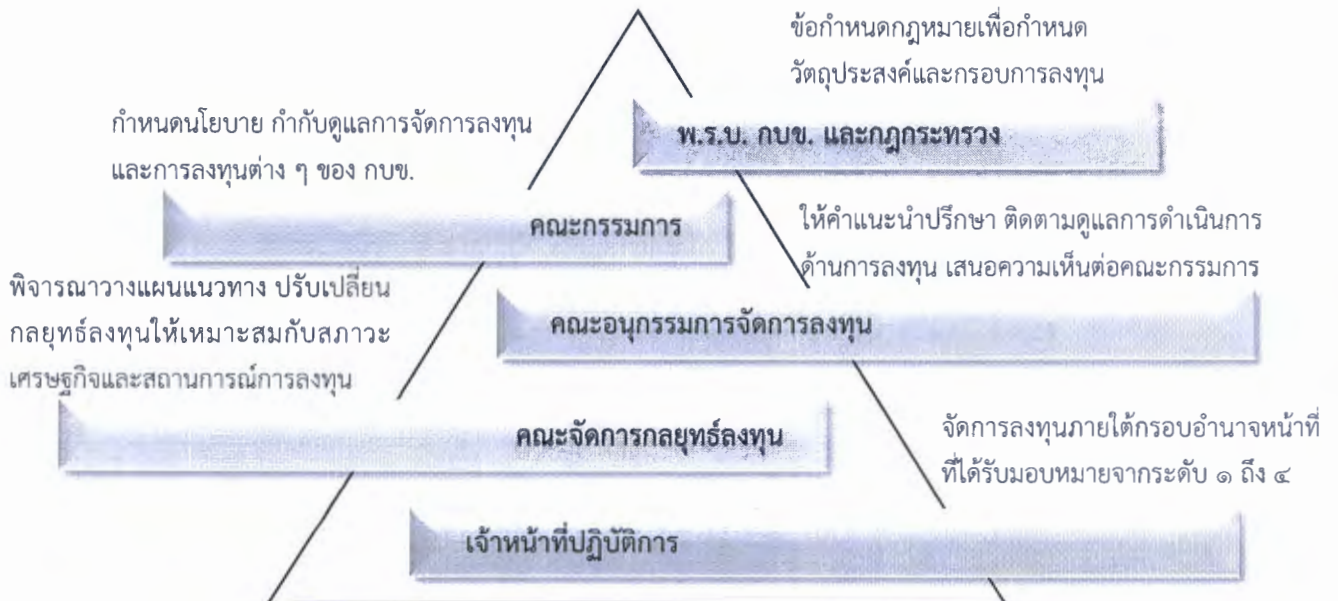 ข้อกำหนดกฎหมายเพื่อกำหนด
วัตถุประสงค์และกรอบการลงทุน
พ.ร.บ. กบข. และกฎกระทรวง
กำหนดนโยบาย กำกับดูแลการจัดการลงทุน
และการลงทุนต่าง ๆ ของ กบข.
คณะกรรมการ
ให้คำแนะนำปรึกษา ติดตามดูแลการดำเนินการ
ด้านการลงทุน เสนอความเห็นต่อคณะกรรมการ
คณะอนุกรรมการจัดการลงทุน
พิจารณาวางแผนแนวทาง ปรับเปลี่ยน
กลยุทธ์ลงทุนให้เหมาะสมกับสภาวะ
เศรษฐกิจและสถานการณ์การลงทุน
คณะจัดการกลยุทธ์ลงทุน
จัดการลงทุนภายใต้กรอบอำนาจหน้าที่
ที่ได้รับมอบหมายจากระดับ ๑ ถึง ๔
เจ้าหน้าที่ปฏิบัติการ